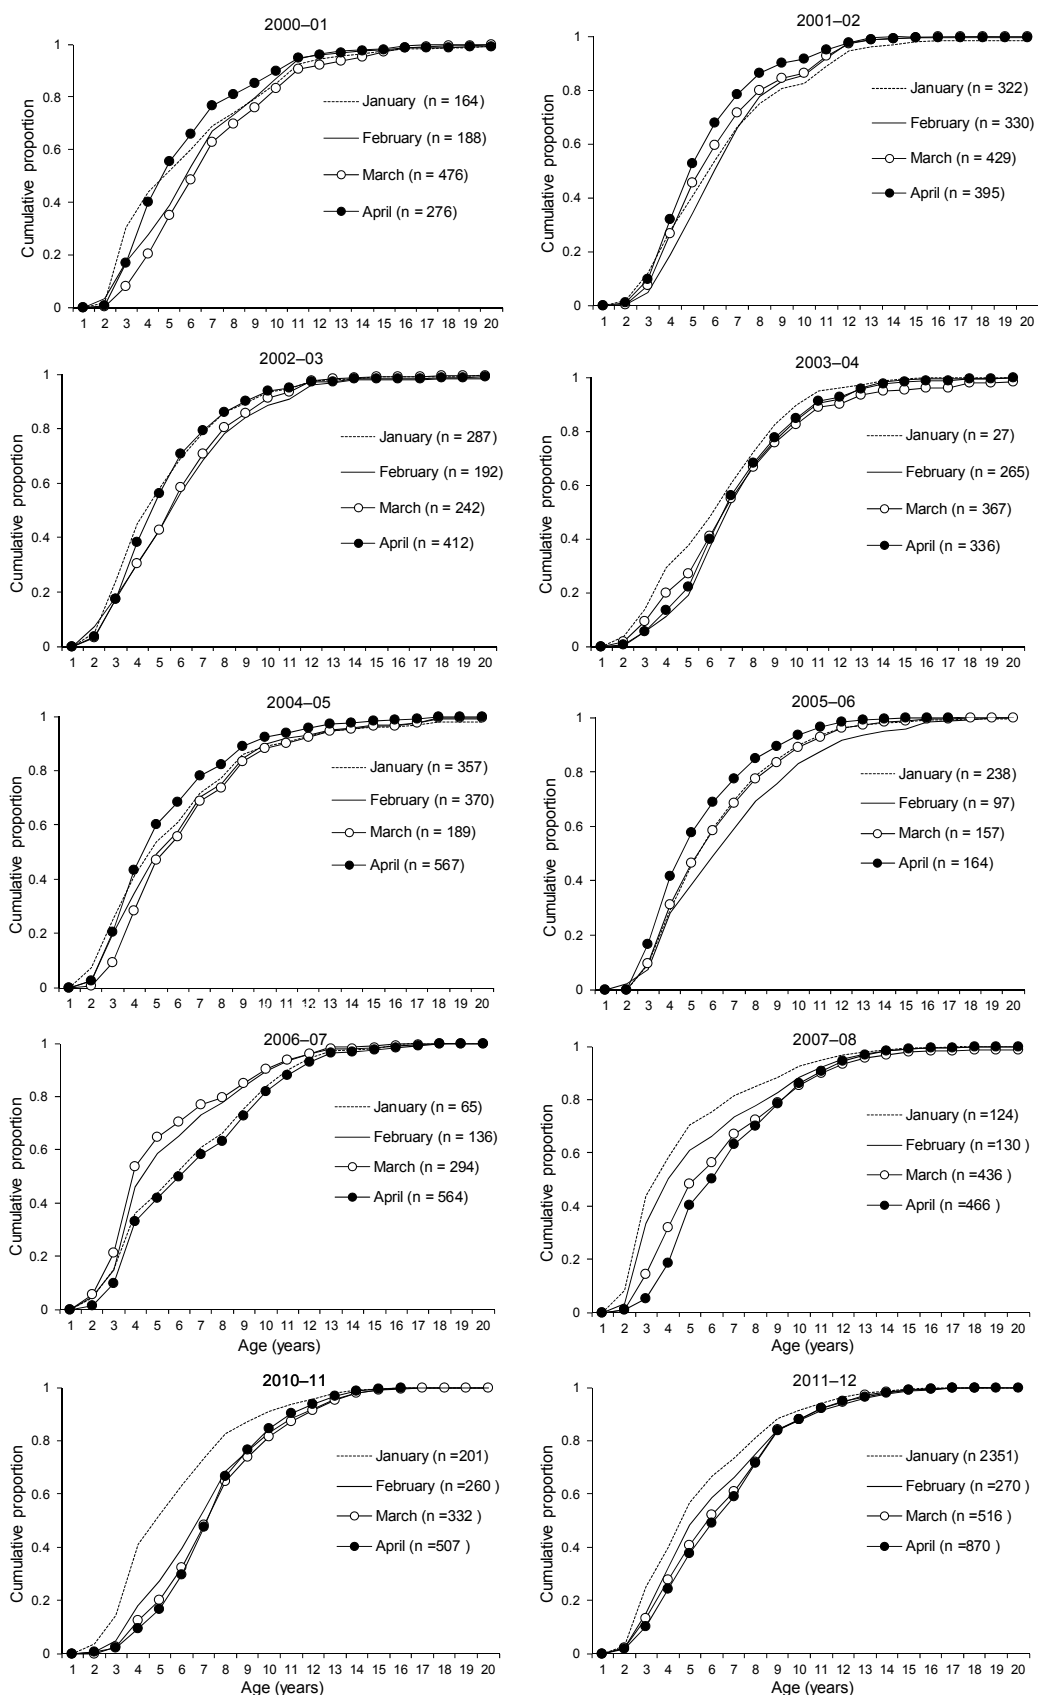 2000–01
Cumulative proportion
1
0.8
0.6
0.4
0.2
0
January (n = 164)
February (n = 188)
March (n = 476)
April (n = 276)
1 2 3 4 5 6 7 8 9 10 11 12 13 14 15 16 17 18 19 20
2001–02
Cumulative proportion
1
0.8
0.6
0.4
0.2
0
January (n = 322)
February (n = 330)
March (n = 429)
April (n = 395)
1 2 3 4 5 6 7 8 9 10 11 12 13 14 15 16 17 18 19 20
2002–03
Cumulative proportion
1
0.8
0.6
0.4
0.2
0
January (n = 287)
February (n = 192)
March (n = 242)
April (n = 412)
1 2 3 4 5 6 7 8 9 10 11 12 13 14 15 16 17 18 19 20
2003–04
Cumulative proportion
1
0.8
0.6
0.4
0.2
0
January (n = 27)
February (n = 265)
March (n = 367)
April (n = 336)
1 2 3 4 5 6 7 8 9 10 11 12 13 14 15 16 17 18 19 20
2004–05
Cumulative proportion
1
0.8
0.6
0.4
0.2
0
January (n = 357)
February (n = 370)
March (n = 189)
April (n = 567)
1 2 3 4 5 6 7 8 9 10 11 12 13 14 15 16 17 18 19 20
2005–06
Cumulative proportion
1
0.8
0.6
0.4
0.2
0
January (n = 238)
February (n = 97)
March (n = 157)
April (n = 164)
1 2 3 4 5 6 7 8 9 10 11 12 13 14 15 16 17 18 19 20
2006–07
Cumulative proportion
1
0.8
0.6
0.4
0.2
0
January (n = 65)
February (n = 136)
March (n = 294)
April (n = 564)
1 2 3 4 5 6 7 8 9 10 11 12 13 14 15 16 17 18 19 20
Age (years)
2007–08
Cumulative proportion
1
0.8
0.6
0.4
0.2
0
January (n =124)
February (n =130 )
March (n =436)
April (n =466 )
1 2 3 4 5 6 7 8 9 10 11 12 13 14 15 16 17 18 19 20
Age (years)
2010–11
Cumulative proportion
1
0.8
0.6
0.4
0.2
0
January (n =201)
February (n =260 )
March (n =332 )
April (n =507 )
1 2 3 4 5 6 7 8 9 10 11 12 13 14 15 16 17 18 19 20
Age (years)
2011–12
Cumulative proportion
1
0.8
0.6
0.4
0.2
0
January (n 2351)
February (n =270 )
March (n =516 )
April (n =870 )
1 2 3 4 5 6 7 8 9 10 11 12 13 14 15 16 17 18 19 20
Age (years)